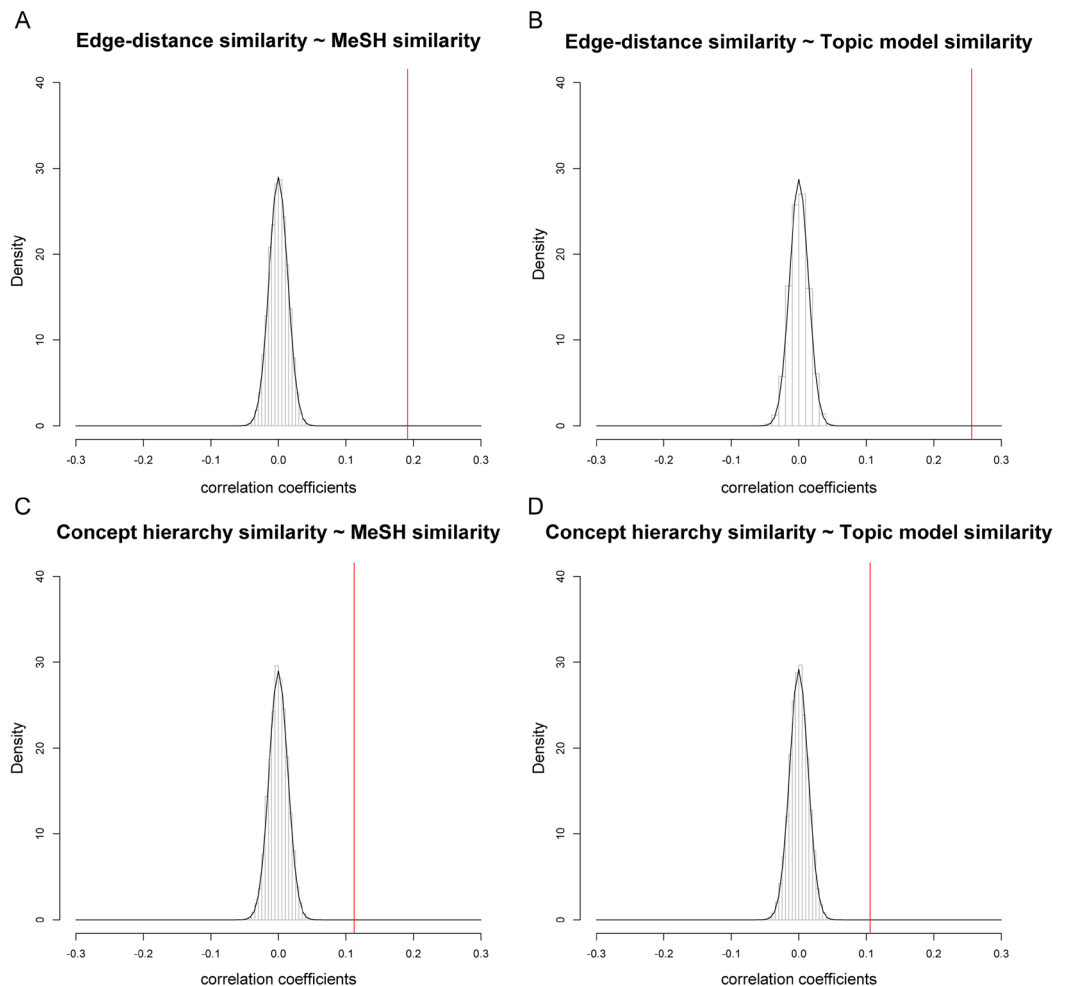 A
Edge-distance similarity ~ MeSH similarity
40
30
20
10
0
Density
-0.3 -0.2 -0.1 0.0 0.1 0.2 0.3
correlation coefficients
B
Edge-distance similarity ~ Topic model similarity
40
30
20
10
0
Density
-0.3 -0.2 -0.1 0.0 0.1 0.2 0.3
correlation coefficients
C
Concept hierarchy similarity ~ MeSH similarity
40
30
20
10
0
Density
-0.3 -0.2 -0.1 0.0 0.1 0.2 0.3
correlation coefficients
D
Concept hierarchy similarity ~ Topic model similarity
40
30
20
10
0
Density
-0.3 -0.2 -0.1 0.0 0.1 0.2 0.3
correlation coefficients